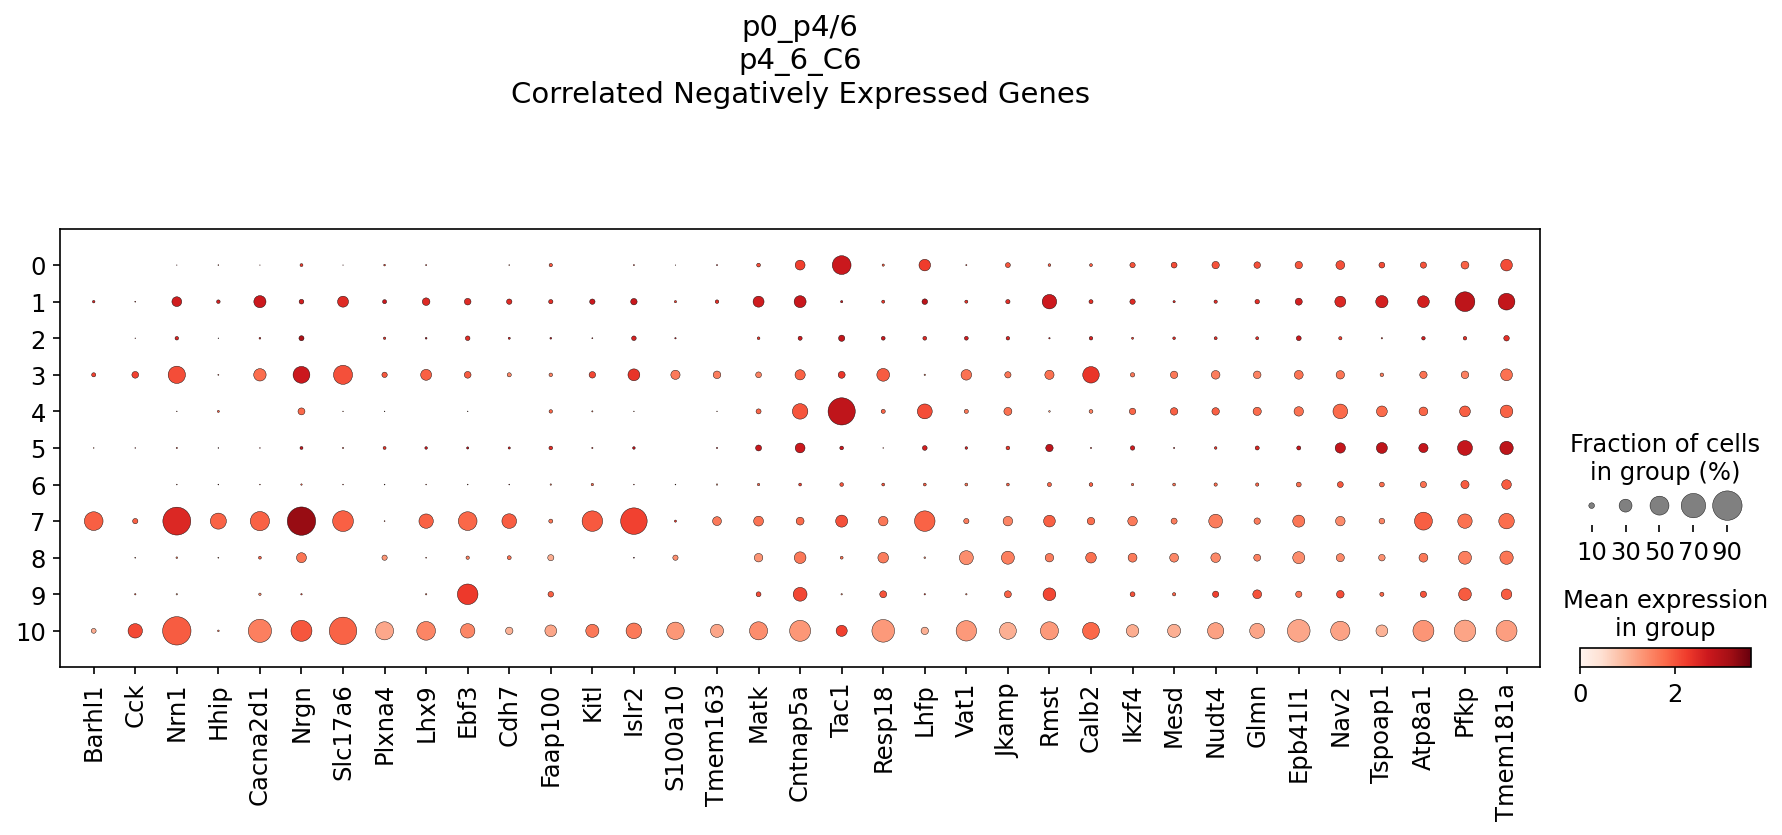 p0_p4/6
p4_6_C6
Correlated Negatively Expressed Genes
0
1
2
3
4
5
6
7
8
9
10
Barhl1
Cck
Nrn1
Hhip
Cacna2d1
Nrgn
Slc17a6
Plxna4
Lhx9
Ebf3
Cdh7
Faap100
Kitl
Islr2
S100a10
Tmem163
Matk
Cntnap5a
Tac1
Resp18
Lhfp
Vat1
Jkamp
Rmst
Calb2
Ikzf4
Mesd
Nudt4
Glmn
Epb41l1
Nav2
Tspoap1
Atp8a1
Pfkp
Tmem181a
Fraction of cells
in group (%)
10 30 50 70 90
Mean expression
in group
0 2